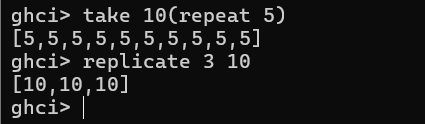 ghci> take 10(repeat 5)
[5,5,5,5,5,5,5,5,5,5]
ghci> replicate 3 10
[10,10,10]
ghci>